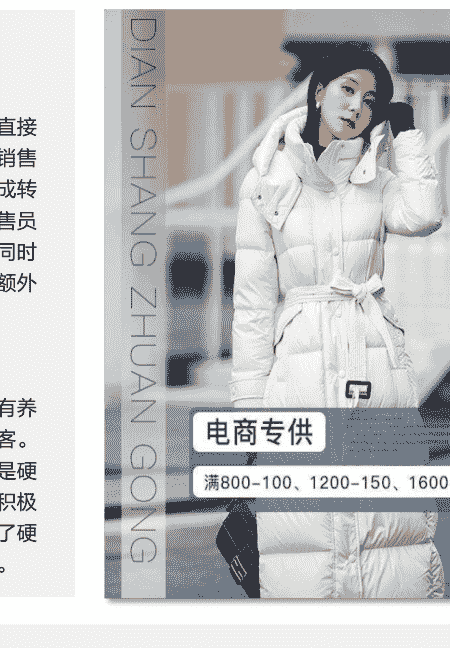 直接
销售
成转
售员
同时
额外
有养
客。
是硬
积极
了硬
。
DIAN SHANG ZHUAN GONG
电商专供
满800-100、1200-150、1600